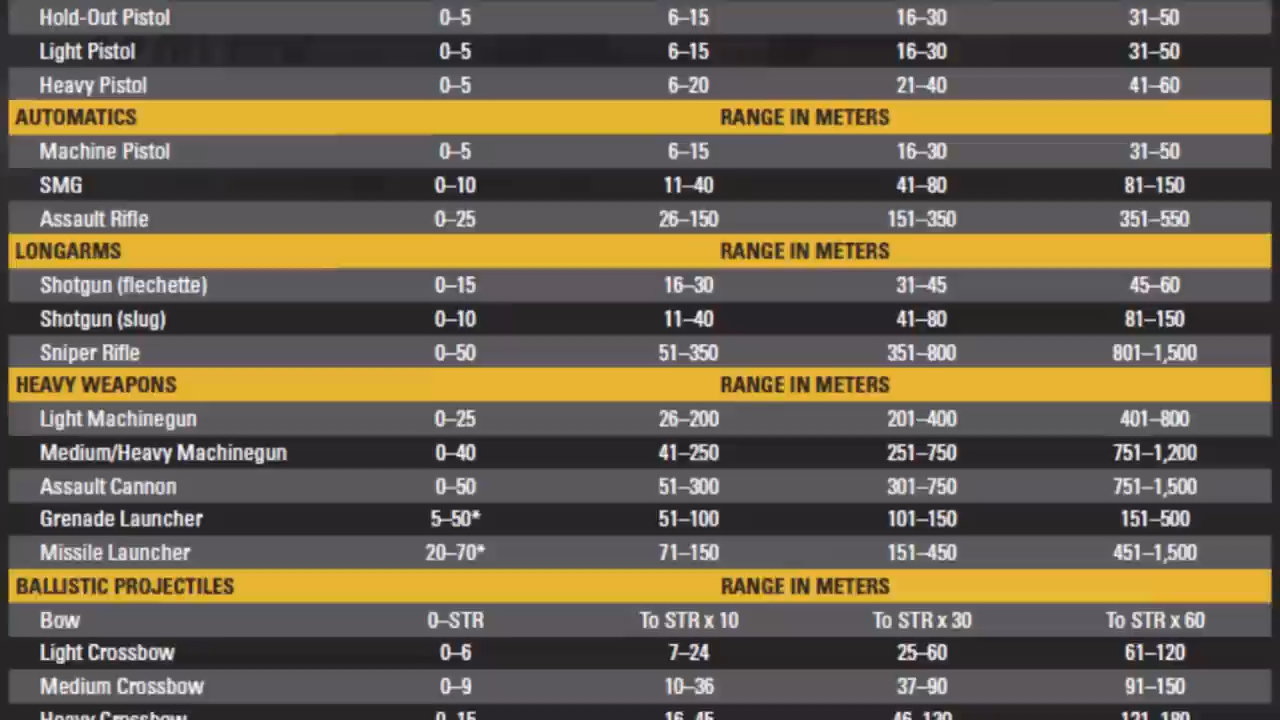 Hold-Out Pistol 0–5 6–15 16–30 31–50
Light Pistol 0–5 6–15 16–30 31–50
Heavy Pistol 0–5 6–20 21–40 41–60
AUTOMATICS RANGE IN METERS
Machine Pistol 0–5 6–15 16–30 31–50
SMG 0–10 11–40 41–80 81–150
Assault Rifle 0–25 26–150 151–350 351–550
LONGARMS RANGE IN METERS
Shotgun (flechette) 0–15 16–30 31–45 45–60
Shotgun (slug) 0–10 11–40 41–80 81–150
Sniper Rifle 0–50 51–350 351–800 801–1,500
HEAVY WEAPONS RANGE IN METERS
Light Machinegun 0–25 26–200 201–400 401–800
Medium/Heavy Machinegun 0–40 41–250 251–750 751–1,200
Assault Cannon 0–50 51–300 301–750 751–1,500
Grenade Launcher 5–50* 51–100 101–150 151–500
Missile Launcher 20–70* 71–150 151–450 451–1,500
BALLISTIC PROJECTILES RANGE IN METERS
Bow 0–STR To STR x 10 To STR x 30 To STR x 60
Light Crossbow 0–6 7–24 25–60 61–120
Medium Crossbow 0–9 10–36 37–90 91–150
Heavy Crossbow 0–15 16–45 46–120 121–180